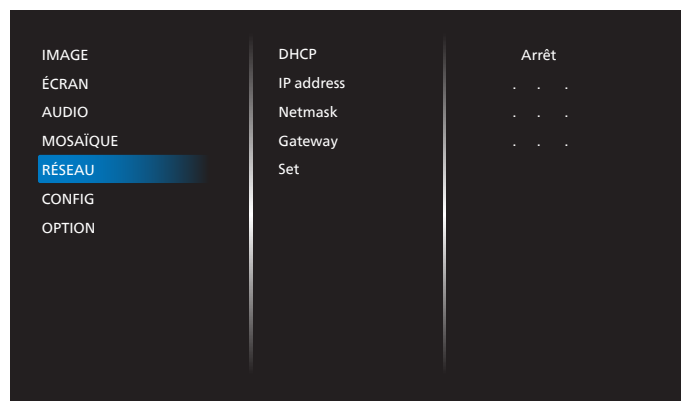 IMAGE
ÉCRAN
AUDIO
MOSAÏQUE
RÉSEAU
CONFIG
OPTION
DHCP Arrêt
IP address . . .
Netmask . . .
Gateway . . .
Set